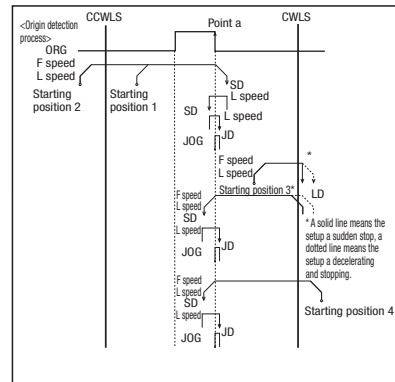 CCWLS
CWLS
<Origin detection
process>
Point a
ORG
F speed
L speed
SD
Starting
position 2
Starting
position 1
L speed
SD
L speed
JOG
JD
F speed
L speed
*
Starting position 3*
LD
F speed
L speed
SD
* A solid line means the
setup a sudden stop, a
dotted line means the
setup a decelerating
and stopping.
L speed
JOG
JD
F speed
L speed
SD
Starting position 4
L speed
JD
JOG